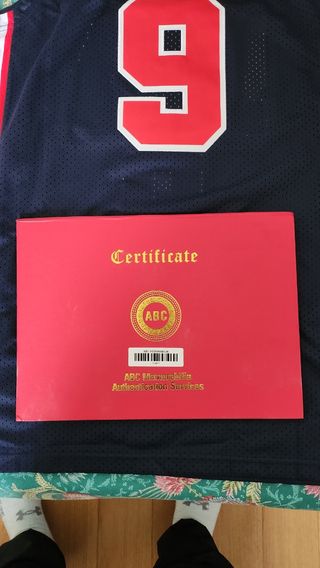 9
Certificate
ABC
ABC Memorabilia
Authentication Services